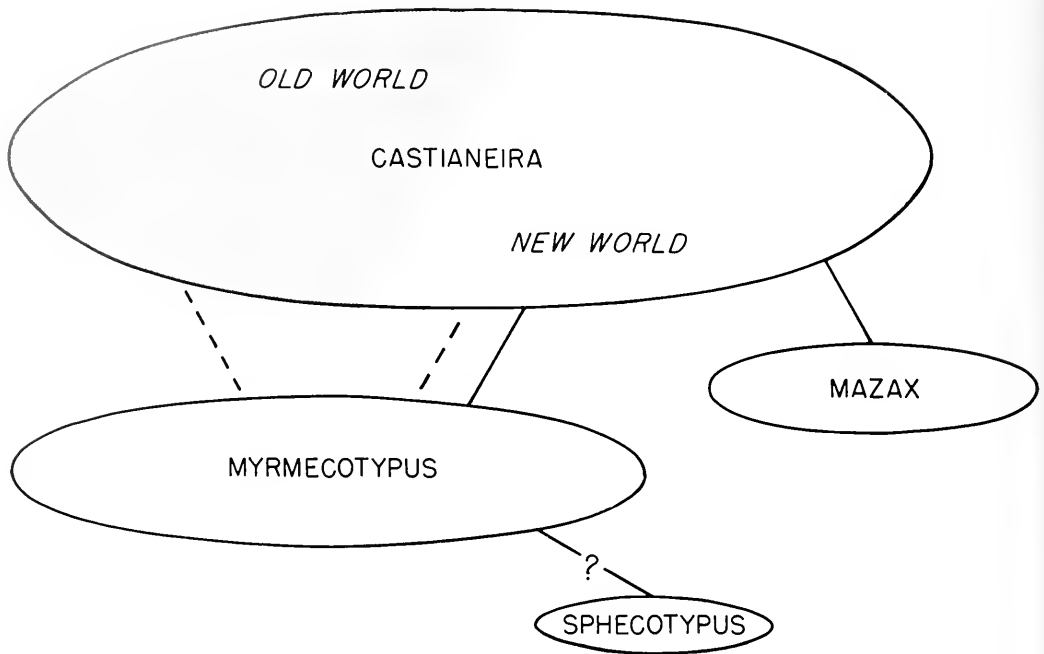 OLD WORLD
CASTIANEIRA
NEW WORLD
MAZAX
MYRMECOTYPUS
?
SPHECOTYPUS